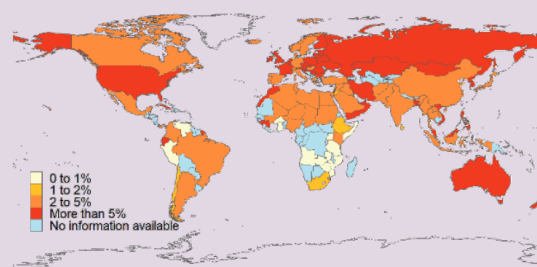 0 to 1%
1 to 2%
2 to 5%
More than 5%
No information available